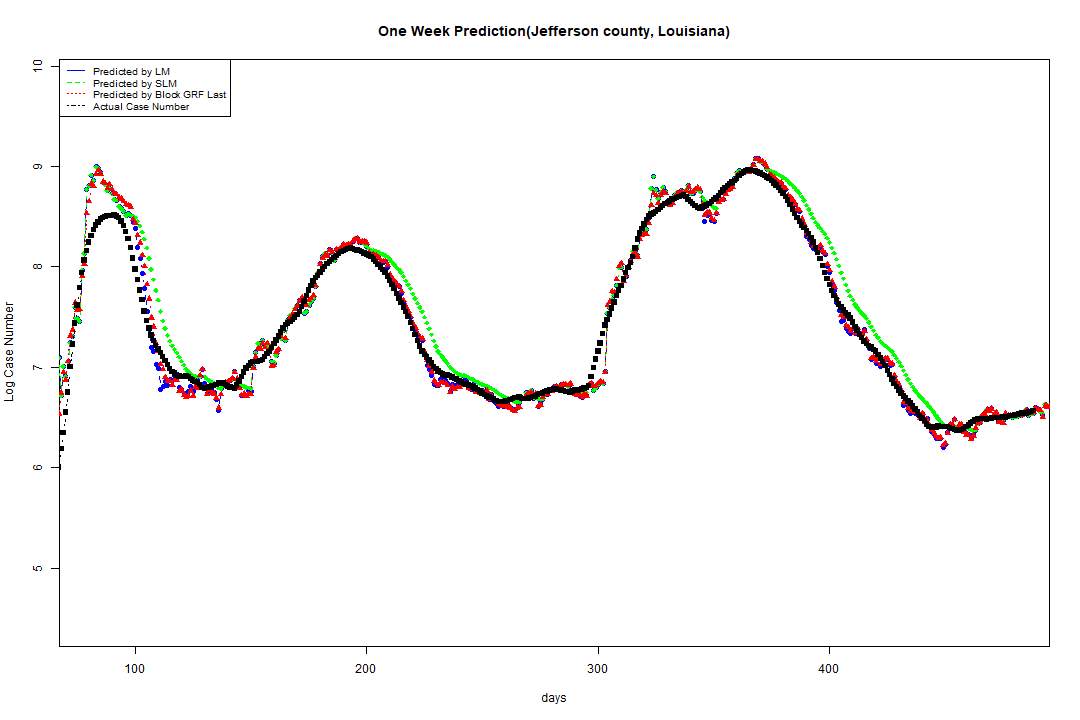 One Week Prediction(Jefferson county, Louisiana)
Predicted by LM
Predicted by SLM
Predicted by Block GRF Last
Actual Case Number
10
9
8
7
6
5
Log Case Number
100 200 300 400
days